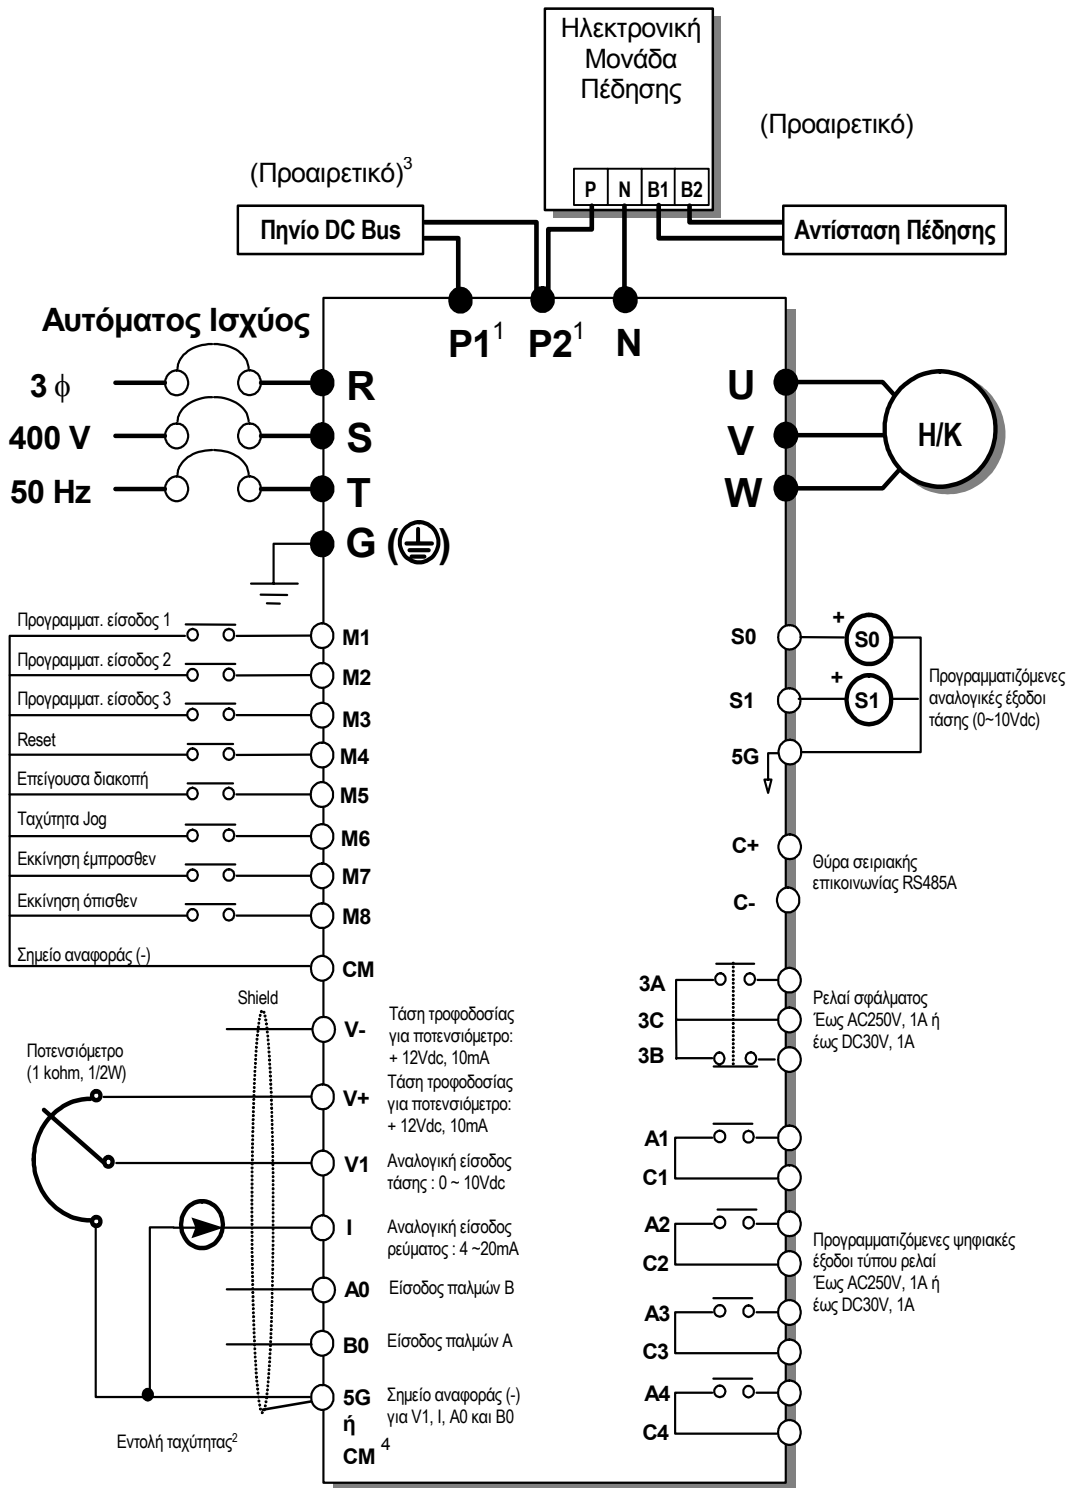 Ηλεκτρονική
Μονάδα
Πέδησης
(Προαιρετικό)
(Προαιρετικό)³
P N B1 B2
Πηνίο DC Bus
Αντίσταση Πέδησης
Αυτόματος Ισχύος
P1¹ P2¹ N
3 ϕ
R
U
400 V
S
V
H/K
50 Hz
T
W
G ( )
Προγραμματ. είσοδος 1
M1
Προγραμματ. είσοδος 2
M2
Προγραμματ. είσοδος 3
M3
Reset
M4
Επείγουσα διακοπή
M5
Ταχύτητα Jog
M6
Εκκίνηση έμπροσθεν
M7
Εκκίνηση όπισθεν
M8
Σημείο αναφοράς (-)
CM
S0
+
S0
S1
+
S1
5G
Προγραμματιζόμενες
αναλογικές έξοδοι
τάσης (0~10Vdc)
C+
C-
Θύρα σειριακής
επικοινωνίας RS485A
3A
3C
3B
Ρελαί σφάλματος
Έως AC250V, 1A ή
έως DC30V, 1A
Shield
V-
Τάση τροφοδοσίας
για ποτενσιόμετρο:
+ 12Vdc, 10mA
Ποτενσιόμετρο
(1 kohm, 1/2W)
V+
Τάση τροφοδοσίας
για ποτενσιόμετρο:
+ 12Vdc, 10mA
V1
Αναλογική είσοδος
τάσης : 0 ~ 10Vdc
I
Αναλογική είσοδος
ρεύματος : 4 ~20mA
A0
Είσοδος παλμών B
B0
Είσοδος παλμών A
5G
ή
CM ⁴
Σημείο αναφοράς (-)
για V1, I, A0 και B0
Εντολή ταχύτητας²
A1
C1
A2
C2
A3
C3
A4
C4
Προγραμματιζόμενες ψηφιακές
έξοδοι τύπου ρελαί
Έως AC250V, 1A ή
έως DC30V, 1A